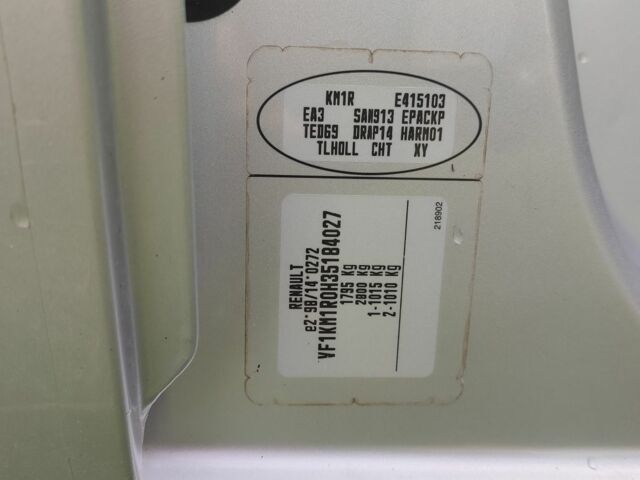 KM1R E415103
EA3 SAN913 EPACKP
TED69 DRAP14 HARM01
TLHOLL CHT XY
RENAULT
e2*98/14*0272
VF1KM1R0H35184027
1795 Kg
2800 Kg
1-1015 Kg
2-1010 Kg
218902